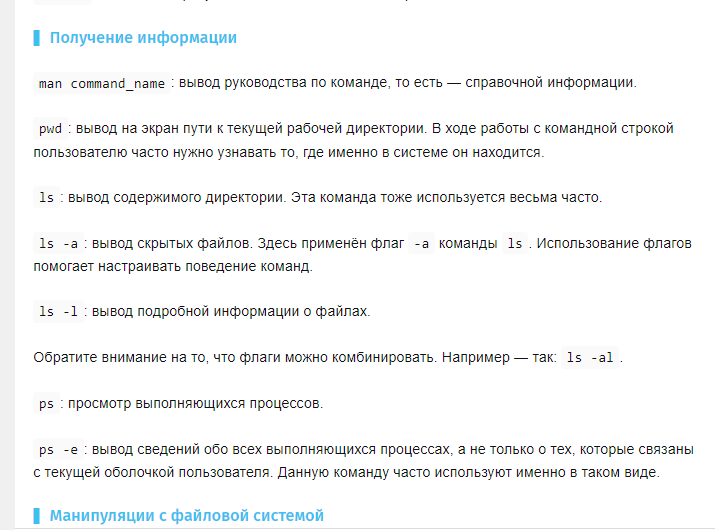 Получение информации
man command_name : вывод руководства по команде, то есть — справочной информации.
pwd : вывод на экран пути к текущей рабочей директории. В ходе работы с командной строкой
пользователю часто нужно узнавать то, где именно в системе он находится.
ls : вывод содержимого директории. Эта команда тоже используется весьма часто.
ls -a : вывод скрытых файлов. Здесь применён флаг -a команды ls . Использование флагов
помогает настраивать поведение команд.
ls -l : вывод подробной информации о файлах.
Обратите внимание на то, что флаги можно комбинировать. Например — так: ls -al .
ps : просмотр выполняющихся процессов.
ps -e : вывод сведений обо всех выполняющихся процессах, а не только о тех, которые связаны
с текущей оболочкой пользователя. Данную команду часто используют именно в таком виде.
Манипуляции с файловой системой